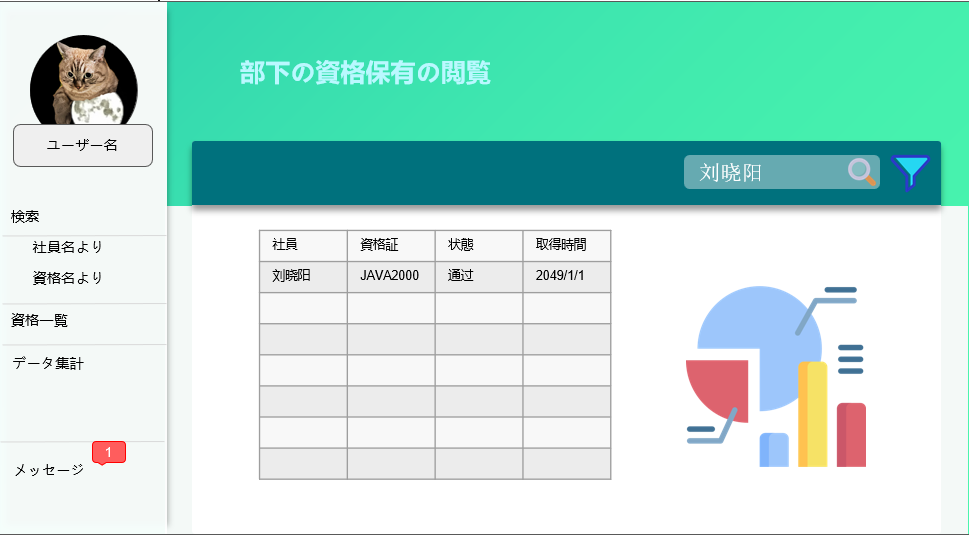 部下の資格保有の閲覧
ユーザー名
刘晓阳
検索
社員名より
資格名より
資格一覧
データ集計
メッセージ
1
社員 資格証 状態 取得時間
刘晓阳 JAVA2000 通过 2049/1/1